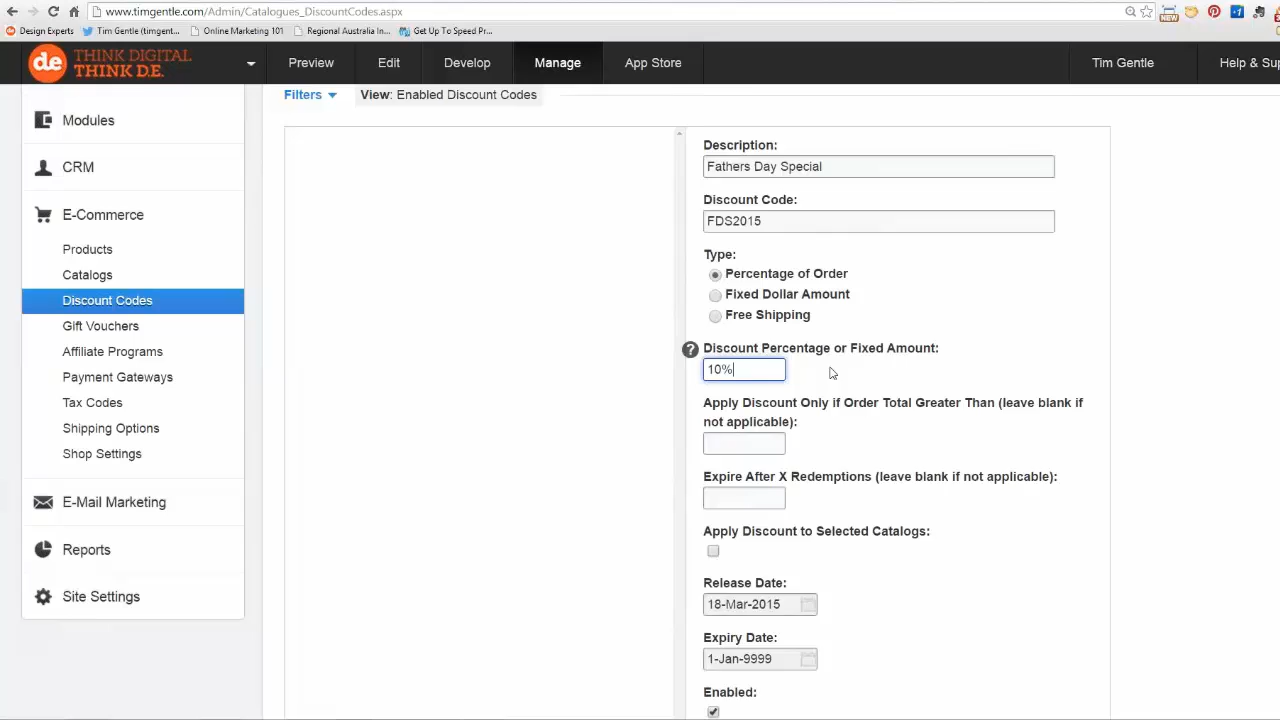 www.timgentle.com/Admin/Catalogues_DiscountCodes.aspx
NEW
+1
Design Experts
Tim Gentle (timgent...
Online Marketing 101
Regional Australia In...
Get Up To Speed Pr...
d.e
THINK DIGITAL
THINK D.E.
Preview
Edit
Develop
Manage
App Store
Tim Gentle
Help & Sup
Filters
View: Enabled Discount Codes
Modules
CRM
E-Commerce
Products
Catalogs
Discount Codes
Gift Vouchers
Affiliate Programs
Payment Gateways
Tax Codes
Shipping Options
Shop Settings
E-Mail Marketing
Reports
Site Settings
Description:
Fathers Day Special
Discount Code:
FDS2015
Type:
Percentage of Order
Fixed Dollar Amount
Free Shipping
? Discount Percentage or Fixed Amount:
10%
Apply Discount Only if Order Total Greater Than (leave blank if
not applicable):
Expire After X Redemptions (leave blank if not applicable):
Apply Discount to Selected Catalogs:
Release Date:
18-Mar-2015
Expiry Date:
1-Jan-9999
Enabled: